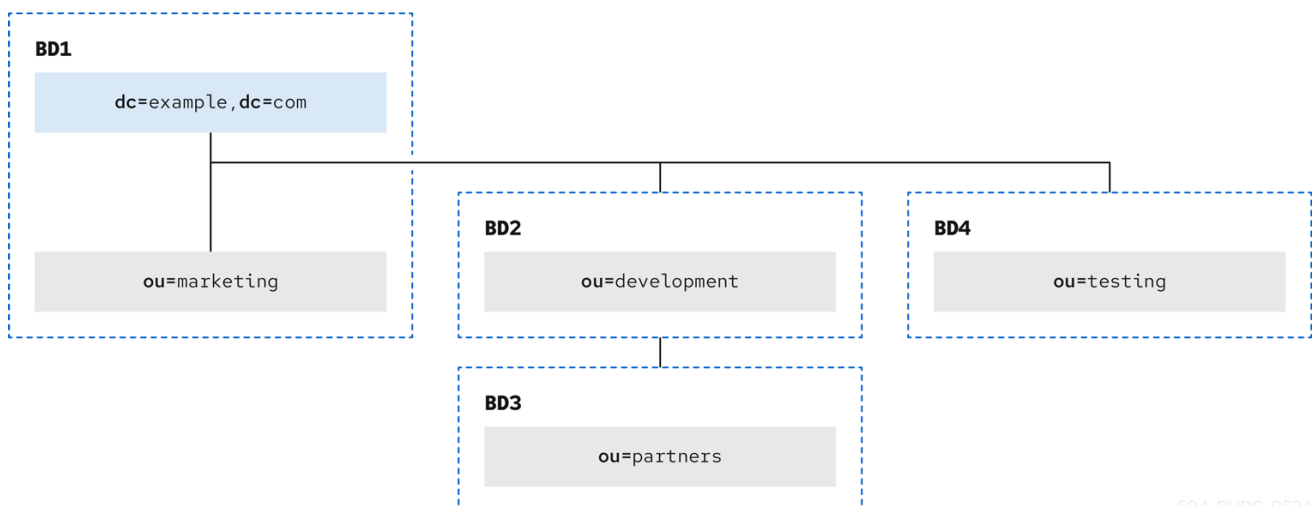 BD1
dc=example,dc=com
ou=marketing
BD2
ou=development
BD4
ou=testing
BD3
ou=partners